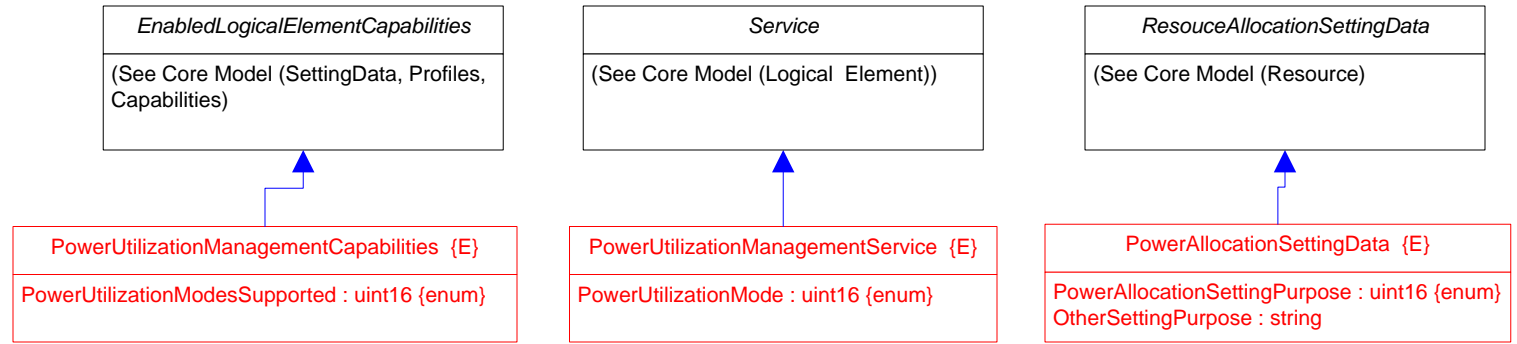 EnabledLogicalElementCapabilities
(See Core Model (SettingData, Profiles,
Capabilities)
Service
(See Core Model (Logical Element))
ResouceAllocationSettingData
(See Core Model (Resource)
PowerUtilizationManagementCapabilities {E}
PowerUtilizationModesSupported : uint16 {enum}
PowerUtilizationManagementService {E}
PowerUtilizationMode : uint16 {enum}
PowerAllocationSettingData {E}
PowerAllocationSettingPurpose : uint16 {enum}
OtherSettingPurpose : string